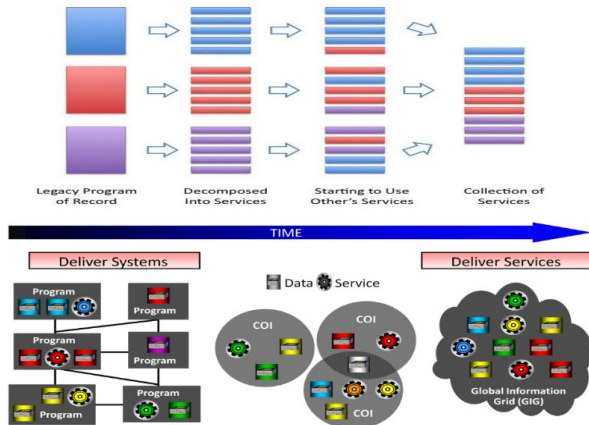 Legacy Program
of Record
Decomposed
Into Services
Starting to Use
Other's Services
Collection of
Services
TIME
Deliver Systems
Deliver Services
Data
Service
Program
Program
Program
Program
Program
Program
COI
COI
COI
Global Information
Grid (GIG)